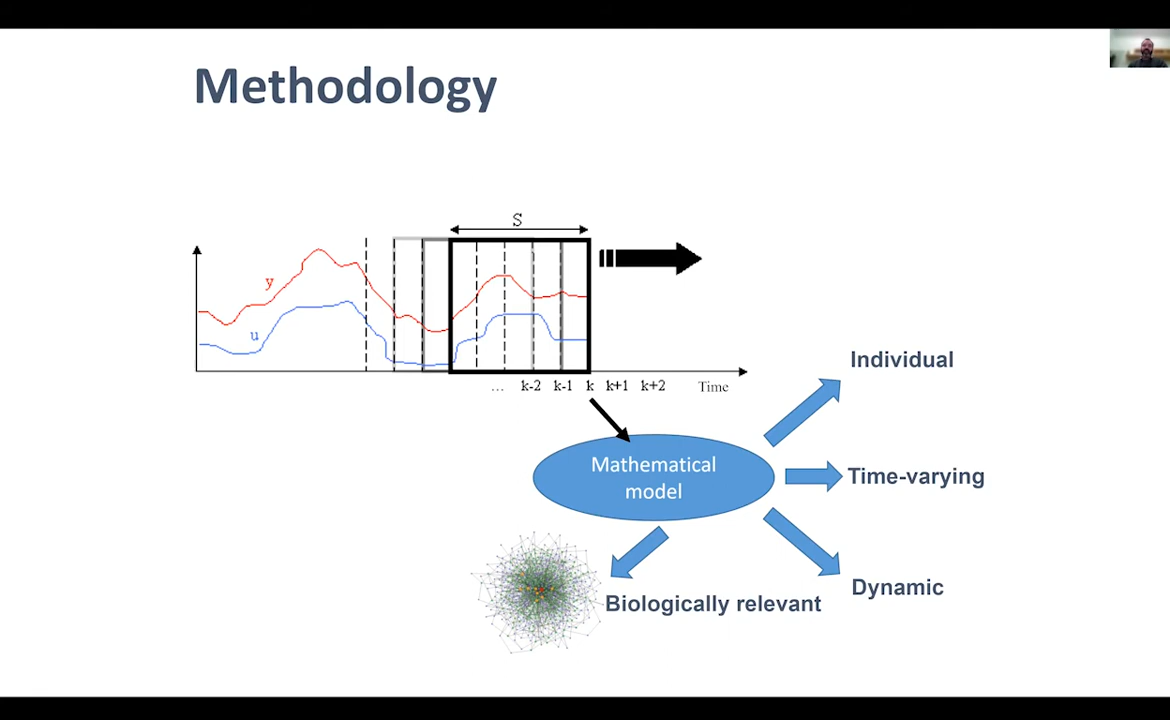 Methodology
S
y
u
... k-2 k-1 k k+1 k+2 Time
Individual
Mathematical
model
Time-varying
Dynamic
Biologically relevant